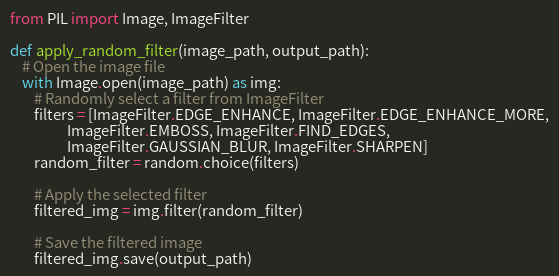 from PIL import Image, ImageFilter

def apply_random_filter(image_path, output_path):
    # Open the image file
    with Image.open(image_path) as img:
        # Randomly select a filter from ImageFilter
        filters = [ImageFilter.EDGE_ENHANCE, ImageFilter.EDGE_ENHANCE_MORE,
                   ImageFilter.EMBOSS, ImageFilter.FIND_EDGES,
                   ImageFilter.GAUSSIAN_BLUR, ImageFilter.SHARPEN]
        random_filter = random.choice(filters)

        # Apply the selected filter
        filtered_img = img.filter(random_filter)

        # Save the filtered image
        filtered_img.save(output_path)